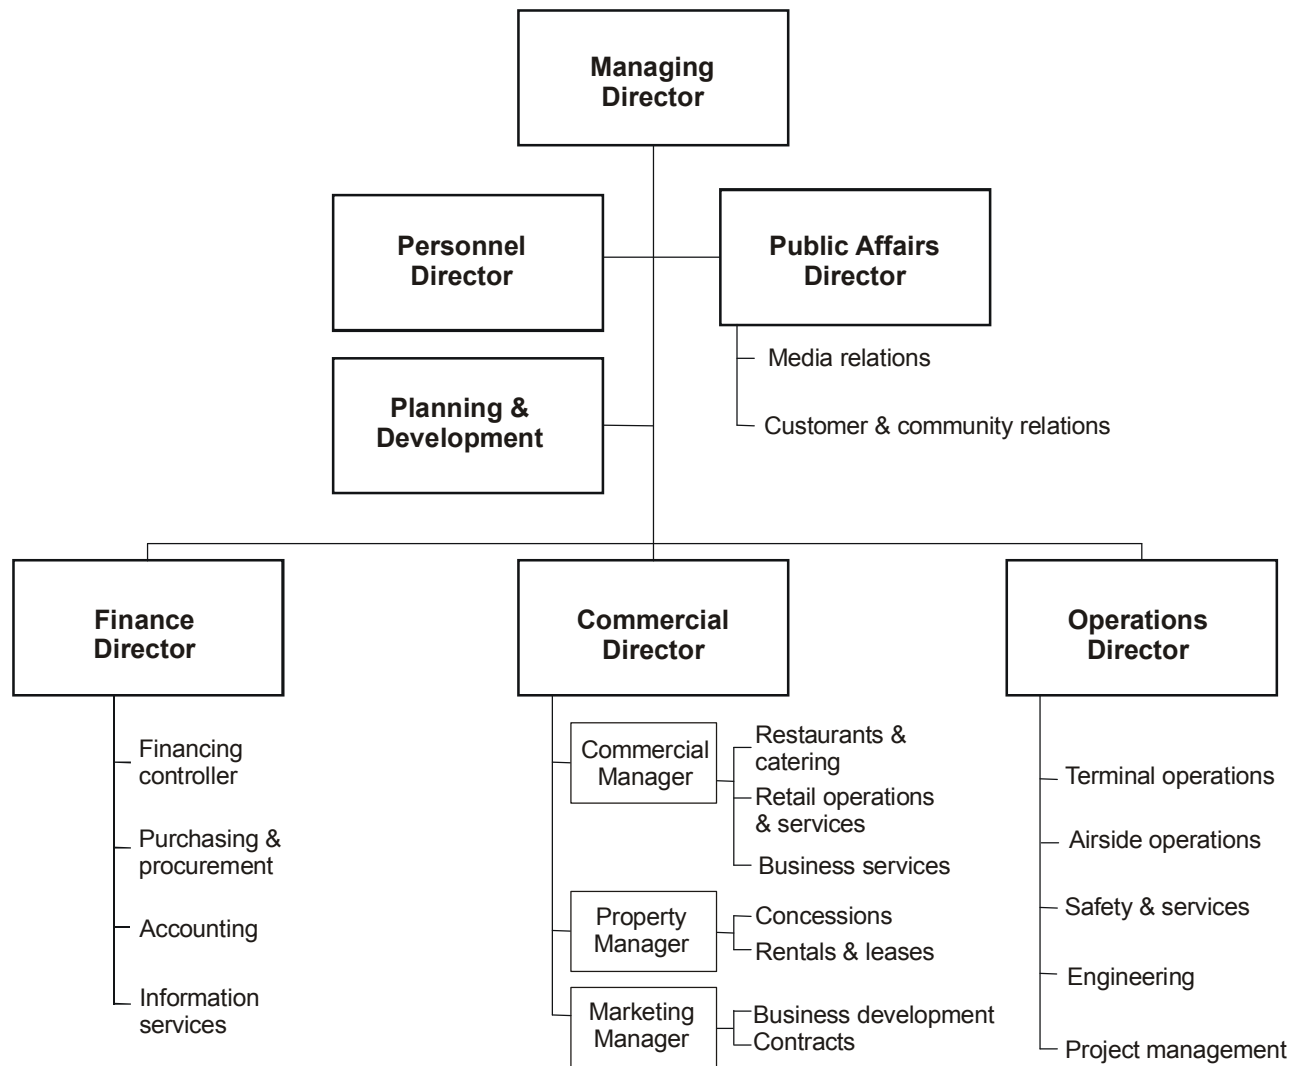 Managing
Director
Personnel
Director
Public Affairs
Director
Media relations
Customer & community relations
Planning &
Development
Finance
Director
Financing
controller
Purchasing &
procurement
Accounting
Information
services
Commercial
Director
Commercial
Manager
Restaurants &
catering
Retail operations
& services
Business services
Property
Manager
Concessions
Rentals & leases
Marketing
Manager
Business development
Contracts
Operations
Director
Terminal operations
Airside operations
Safety & services
Engineering
Project management